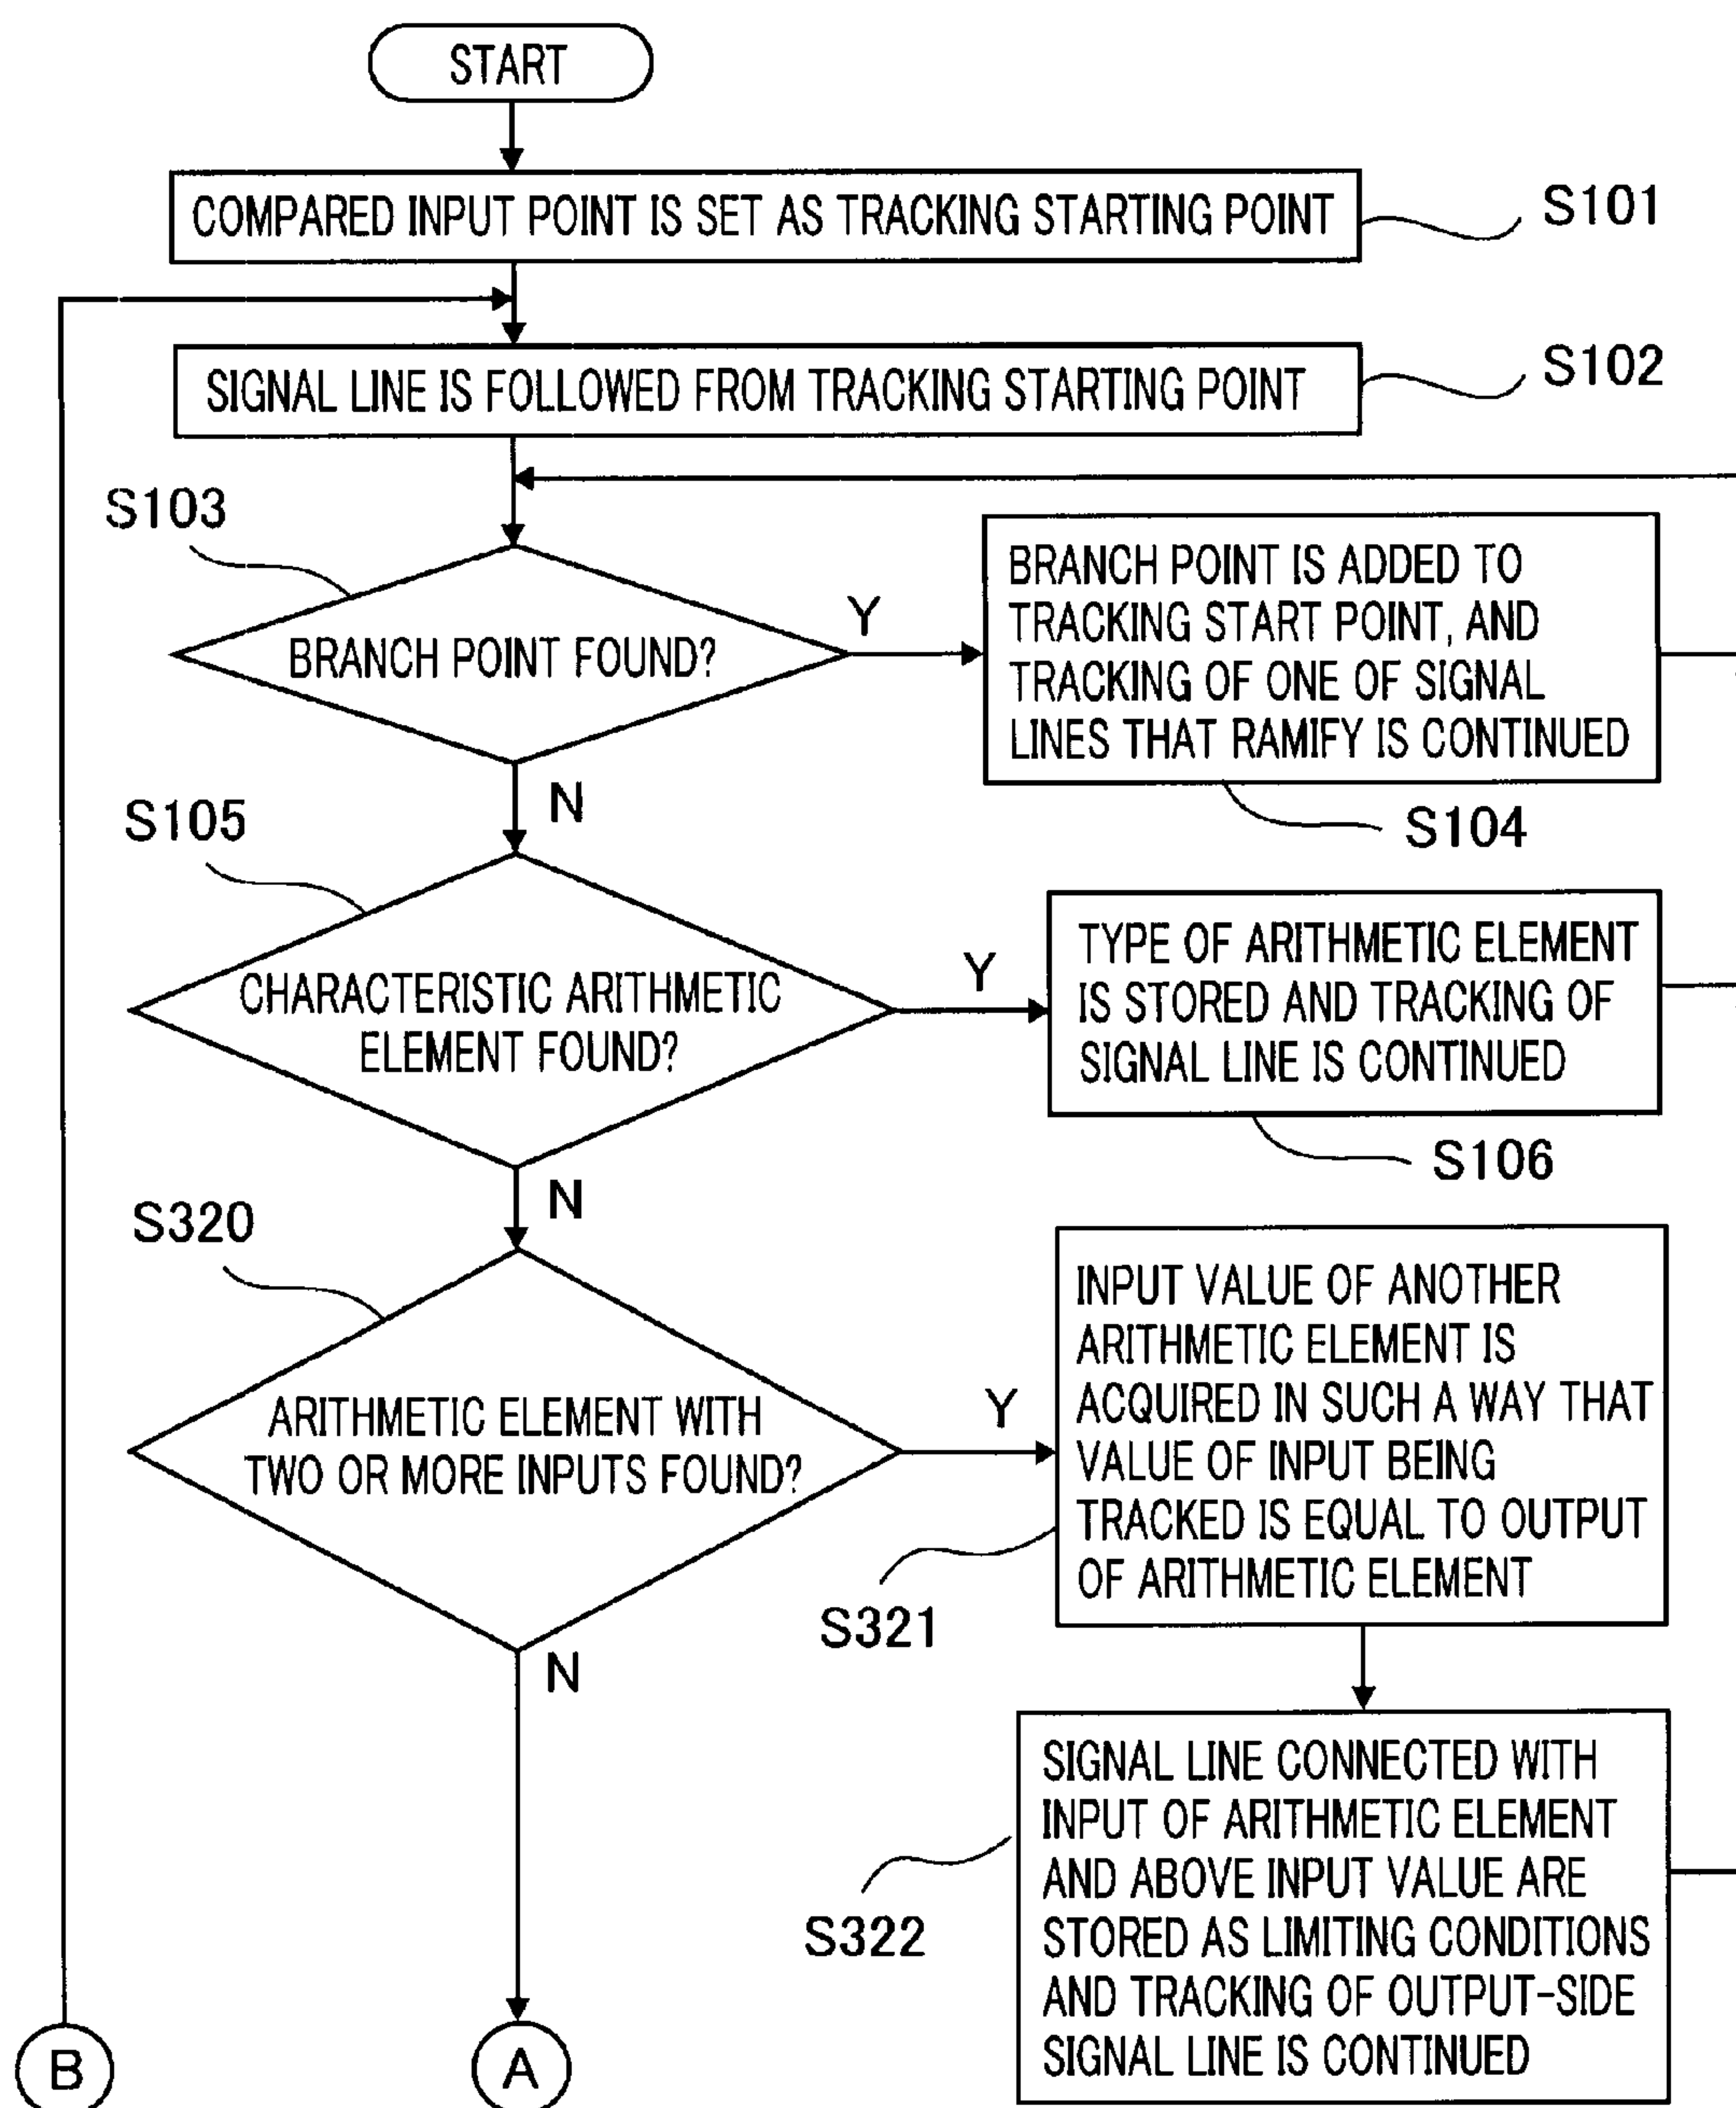 START
COMPARED INPUT POINT IS SET AS TRACKING STARTING POINT
S101
SIGNAL LINE IS FOLLOWED FROM TRACKING STARTING POINT
S102
S103
BRANCH POINT FOUND?
Y
BRANCH POINT IS ADDED TO
TRACKING START POINT, AND
TRACKING OF ONE OF SIGNAL
LINES THAT RAMIFY IS CONTINUED
S104
N
S105
CHARACTERISTIC ARITHMETIC
ELEMENT FOUND?
Y
TYPE OF ARITHMETIC ELEMENT
IS STORED AND TRACKING OF
SIGNAL LINE IS CONTINUED
S106
N
S320
ARITHMETIC ELEMENT WITH
TWO OR MORE INPUTS FOUND?
Y
INPUT VALUE OF ANOTHER
ARITHMETIC ELEMENT IS
ACQUIRED IN SUCH A WAY THAT
VALUE OF INPUT BEING
TRACKED IS EQUAL TO OUTPUT
OF ARITHMETIC ELEMENT
S321
N
SIGNAL LINE CONNECTED WITH
INPUT OF ARITHMETIC ELEMENT
AND ABOVE INPUT VALUE ARE
STORED AS LIMITING CONDITIONS
AND TRACKING OF OUTPUT-SIDE
SIGNAL LINE IS CONTINUED
S322
B
A